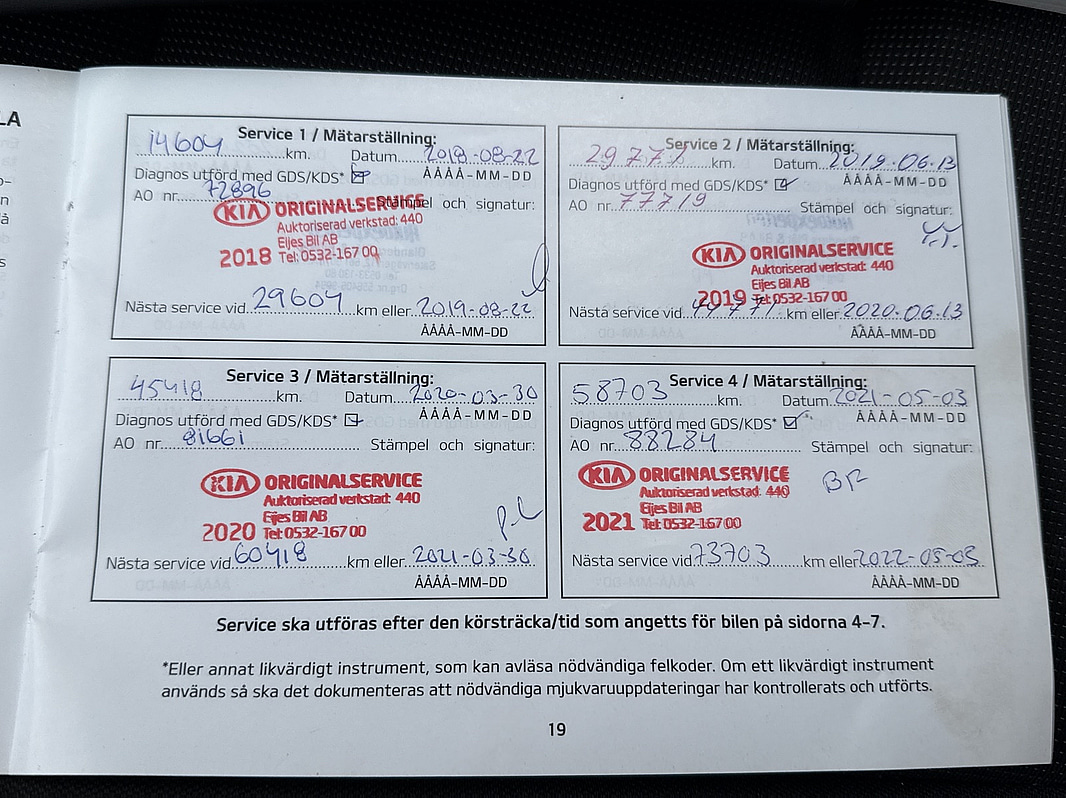 LA
Service 1 / Mätarställning:
14604 km. Datum 2018-08-22
Diagnos utförd med GDS/KDS* ÅÅÅÅ-MM-DD
AO nr. 72896 Stämpel och signatur:
KIA ORIGINALSERVICE
Auktoriserad verkstad: 440
Eljes Bil AB
2018 Tel: 0532-167 00
Nästa service vid 29604 km eller 2019-08-22
ÅÅÅÅ-MM-DD
Service 2 / Mätarställning:
29771 km. Datum 2019.06.13
Diagnos utförd med GDS/KDS* ÅÅÅÅ-MM-DD
AO nr. 77719 Stämpel och signatur:
KIA ORIGINALSERVICE
Auktoriserad verkstad: 440
Eljes Bil AB
2019 Tel: 0532-167 00
Nästa service vid 44771 km eller 2020.06.13
ÅÅÅÅ-MM-DD
Service 3 / Mätarställning:
45418 km. Datum 2020-03-30
Diagnos utförd med GDS/KDS* ÅÅÅÅ-MM-DD
AO nr. 81661 Stämpel och signatur:
KIA ORIGINALSERVICE
Auktoriserad verkstad: 440
Eljes Bil AB
2020 Tel: 0532-167 00
Nästa service vid 60418 km eller 2021-03-30
ÅÅÅÅ-MM-DD
Service 4 / Mätarställning:
58703 km. Datum 2021-05-03
Diagnos utförd med GDS/KDS* ÅÅÅÅ-MM-DD
AO nr. 88284 Stämpel och signatur:
KIA ORIGINALSERVICE
Auktoriserad verkstad: 440
Eljes Bil AB
2021 Tel: 0532-167 00
BR
Nästa service vid 73703 km eller 2022-05-03
ÅÅÅÅ-MM-DD
Service ska utföras efter den körsträcka/tid som angetts för bilen på sidorna 4-7.
*Eller annat likvärdigt instrument, som kan avläsa nödvändiga felkoder. Om ett likvärdigt instrument
används så ska det dokumenteras att nödvändiga mjukvaruuppdateringar har kontrollerats och utförts.
19